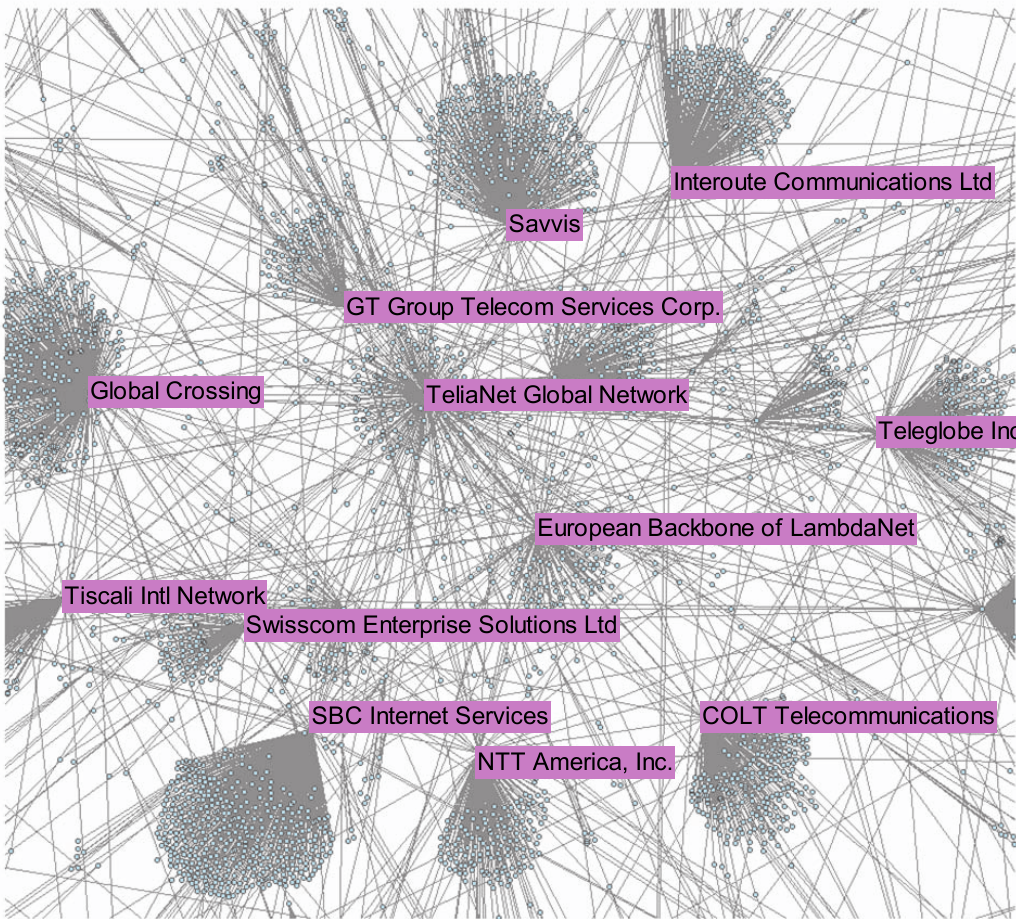 Interoute Communications Ltd
Savvis
GT Group Telecom Services Corp.
Global Crossing
TeliaNet Global Network
Teleglobe Inc
European Backbone of LambdaNet
Tiscali Intl Network
Swisscom Enterprise Solutions Ltd
SBC Internet Services
COLT Telecommunications
NTT America, Inc.